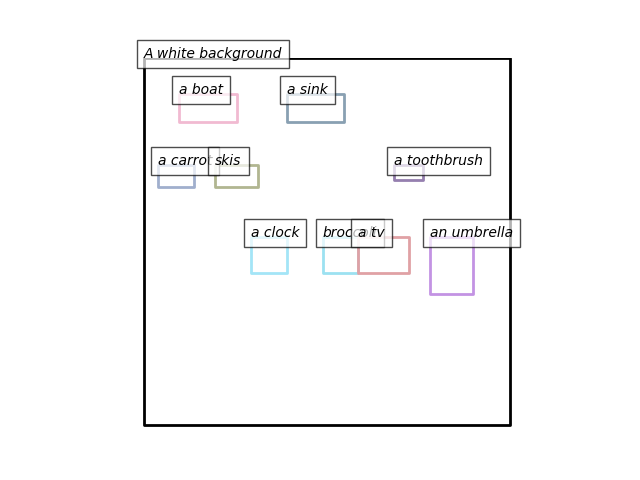 A white background
a boat
a sink
a carrot
skis
a toothbrush
a clock
broccoli
a tv
an umbrella